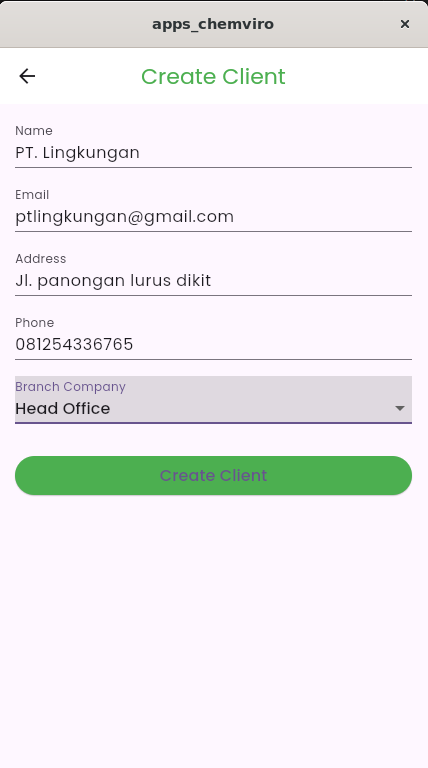 apps_chemviro
Create Client
Name
PT. Lingkungan
Email
ptlingkungan@gmail.com
Address
Jl. panongan lurus dikit
Phone
081254336765
Branch Company
Head Office
Create Client